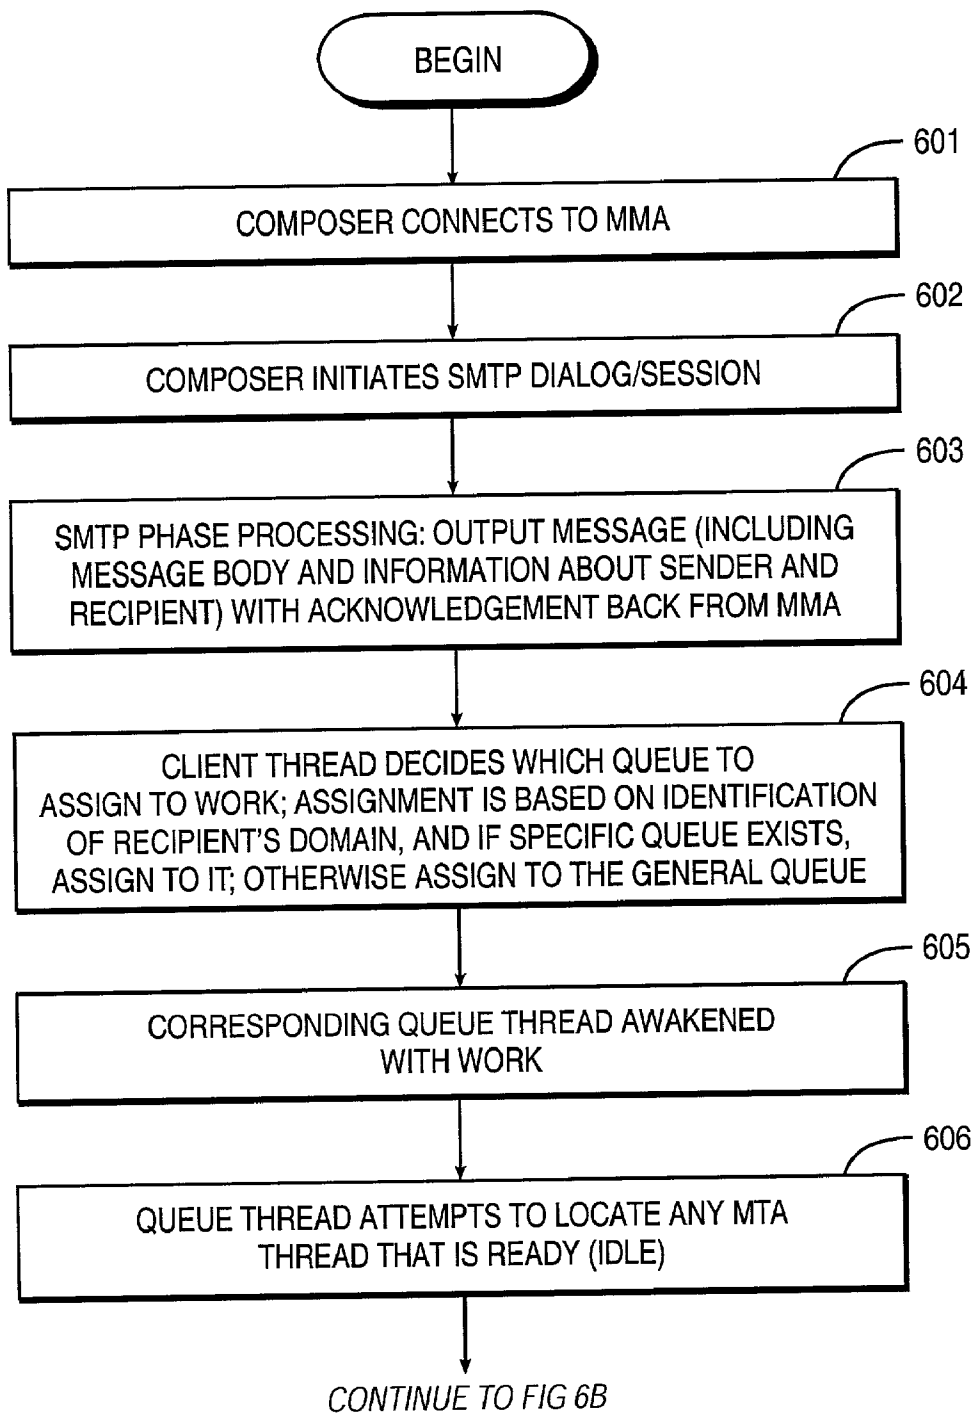 BEGIN
601
COMPOSER CONNECTS TO MMA
602
COMPOSER INITIATES SMTP DIALOG/SESSION
603
SMTP PHASE PROCESSING: OUTPUT MESSAGE (INCLUDING
MESSAGE BODY AND INFORMATION ABOUT SENDER AND
RECIPIENT) WITH ACKNOWLEDGEMENT BACK FROM MMA
604
CLIENT THREAD DECIDES WHICH QUEUE TO
ASSIGN TO WORK; ASSIGNMENT IS BASED ON IDENTIFICATION
OF RECIPIENT'S DOMAIN, AND IF SPECIFIC QUEUE EXISTS,
ASSIGN TO IT; OTHERWISE ASSIGN TO THE GENERAL QUEUE
605
CORRESPONDING QUEUE THREAD AWAKENED
WITH WORK
606
QUEUE THREAD ATTEMPTS TO LOCATE ANY MTA
THREAD THAT IS READY (IDLE)
CONTINUE TO FIG 6B